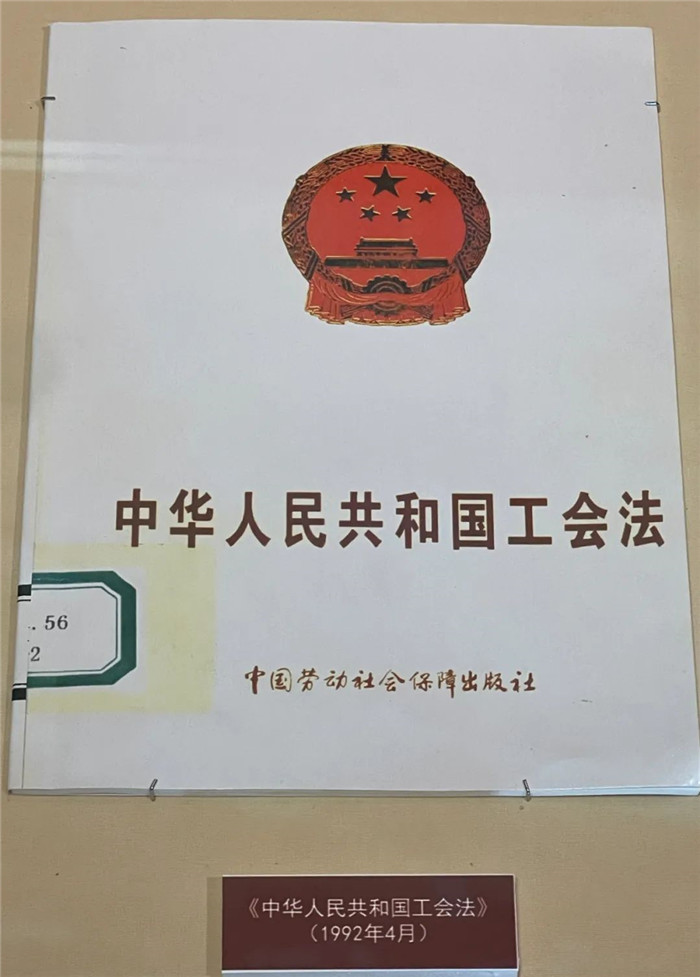 中华人民共和国工会法
. 56
2
中国劳动社会保障出版社
《中华人民共和国工会法》
（1992年4月）